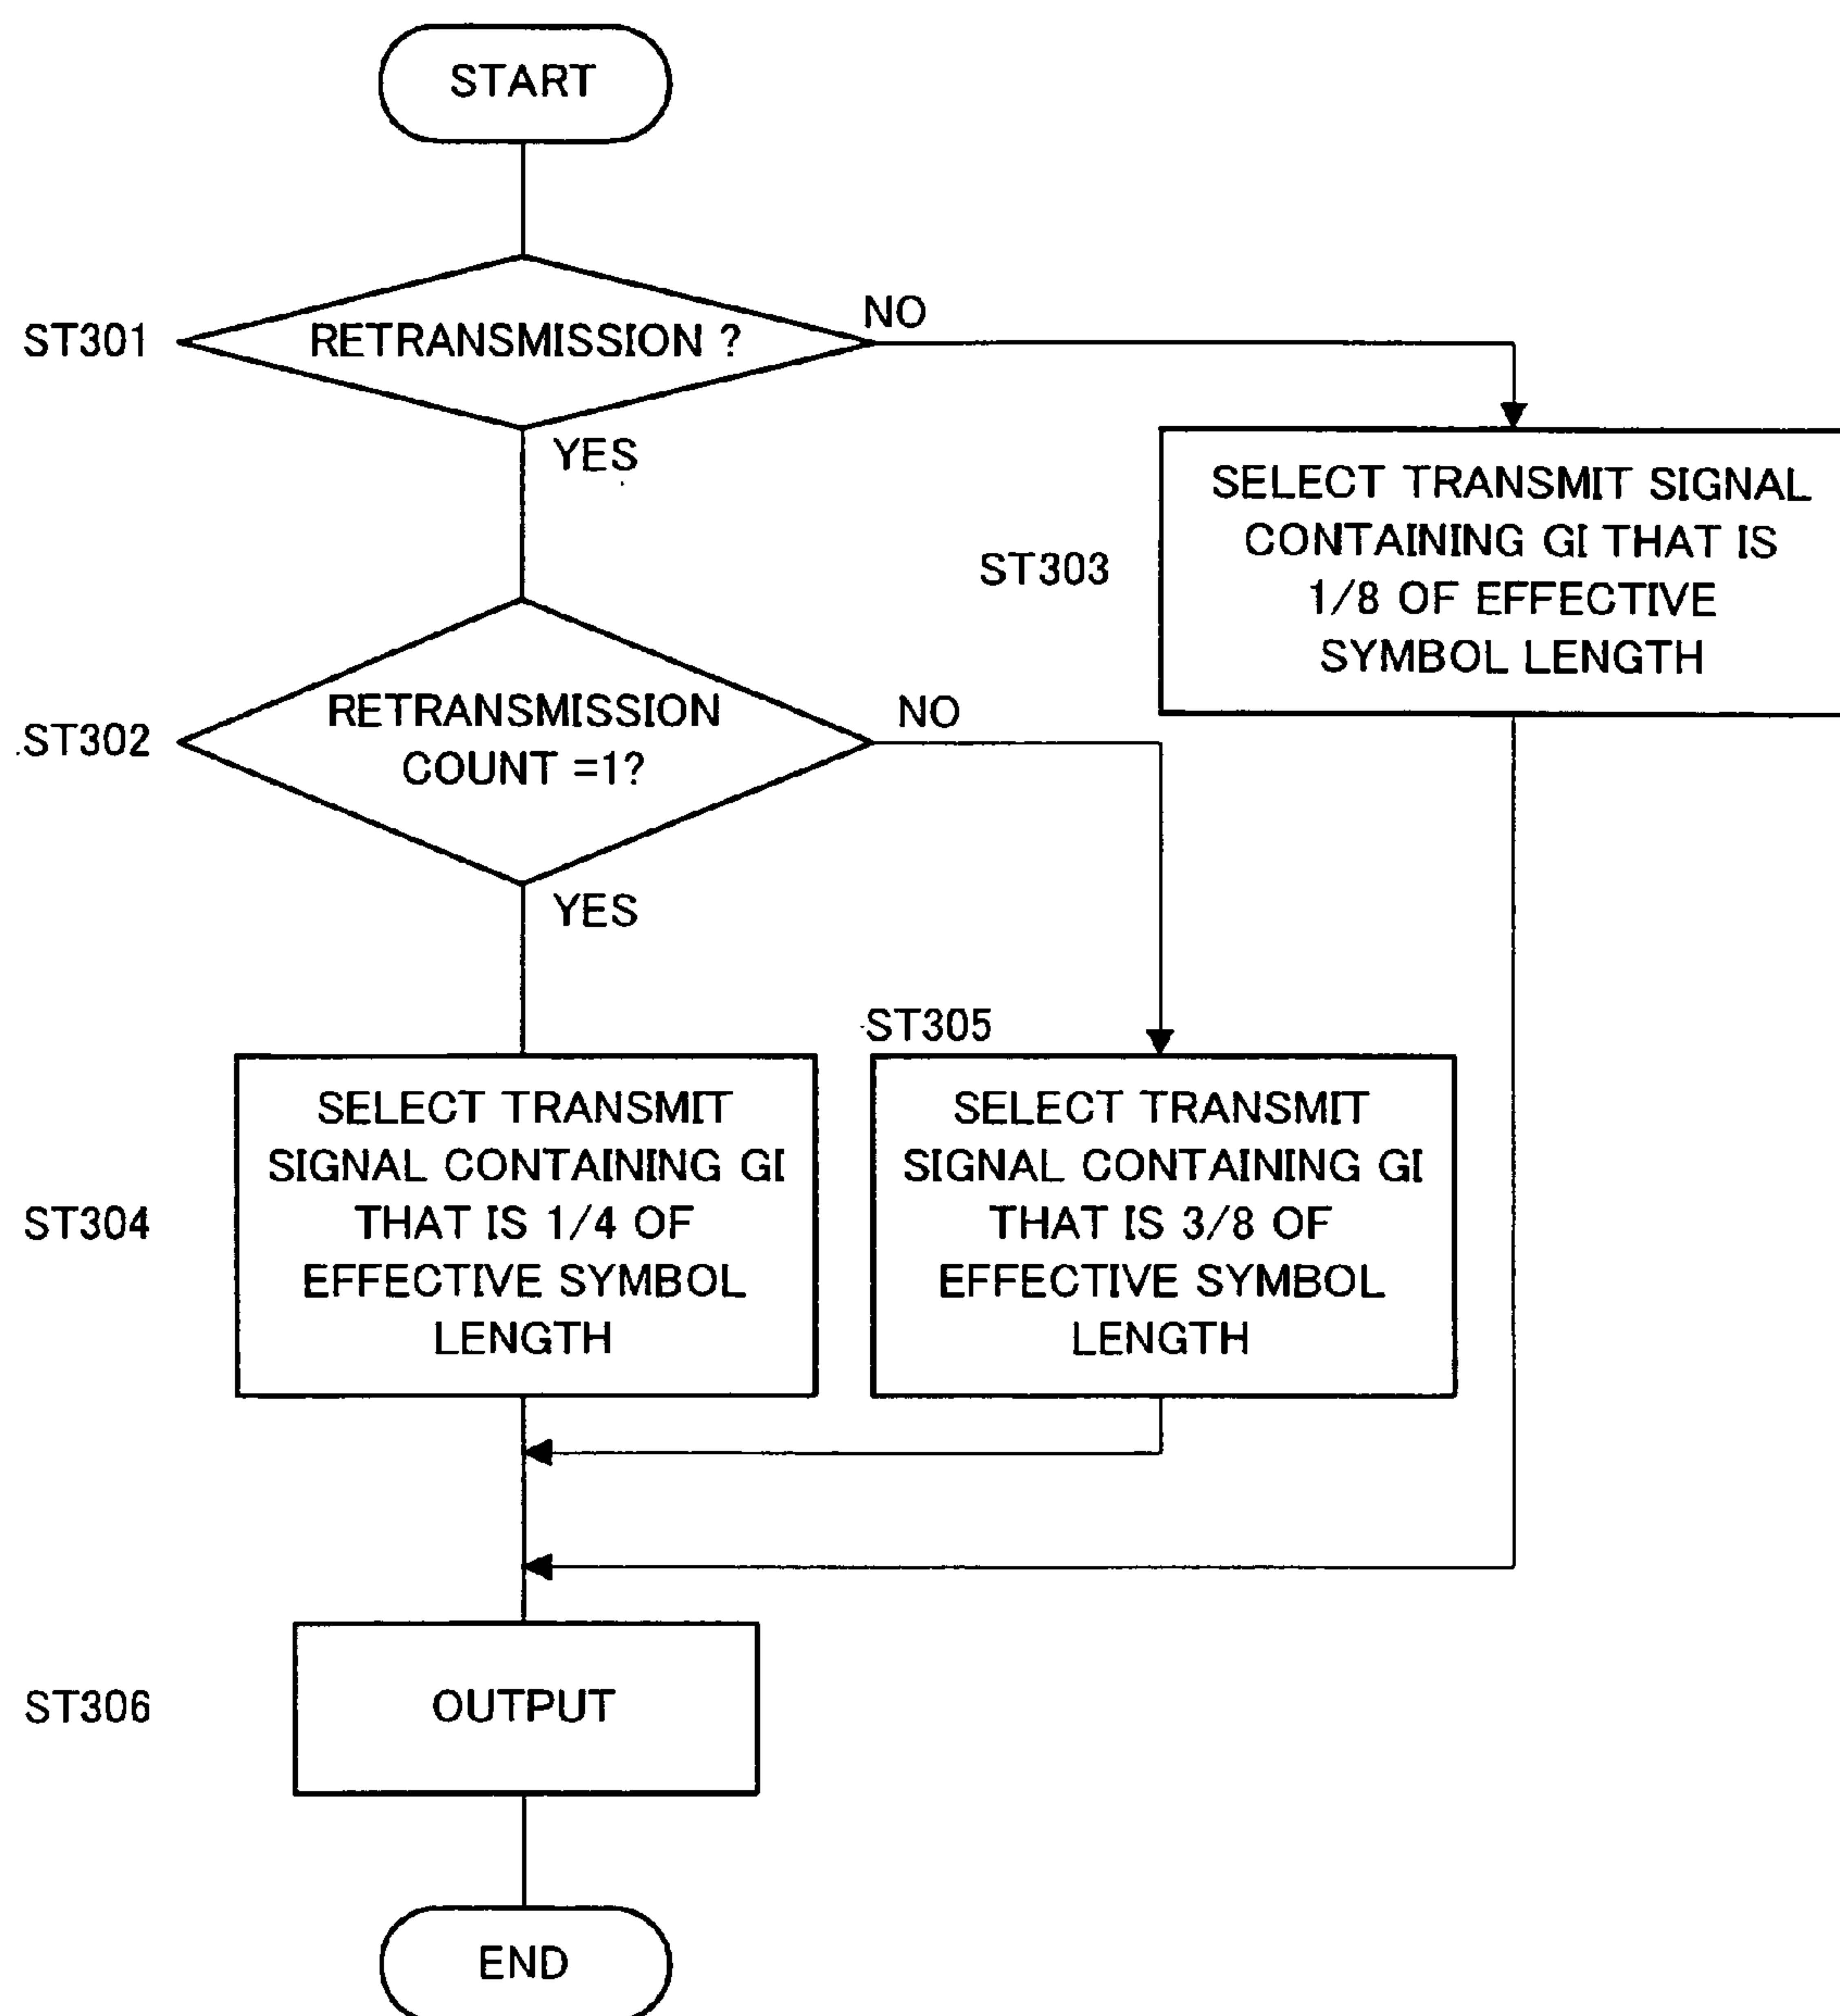 START
ST301
RETRANSMISSION ?
NO
YES
ST303
SELECT TRANSMIT SIGNAL
CONTAINING GI THAT IS
1/8 OF EFFECTIVE
SYMBOL LENGTH
ST302
RETRANSMISSION
COUNT =1?
NO
YES
ST304
SELECT TRANSMIT
SIGNAL CONTAINING GI
THAT IS 1/4 OF
EFFECTIVE SYMBOL
LENGTH
ST305
SELECT TRANSMIT
SIGNAL CONTAINING GI
THAT IS 3/8 OF
EFFECTIVE SYMBOL
LENGTH
ST306
OUTPUT
END